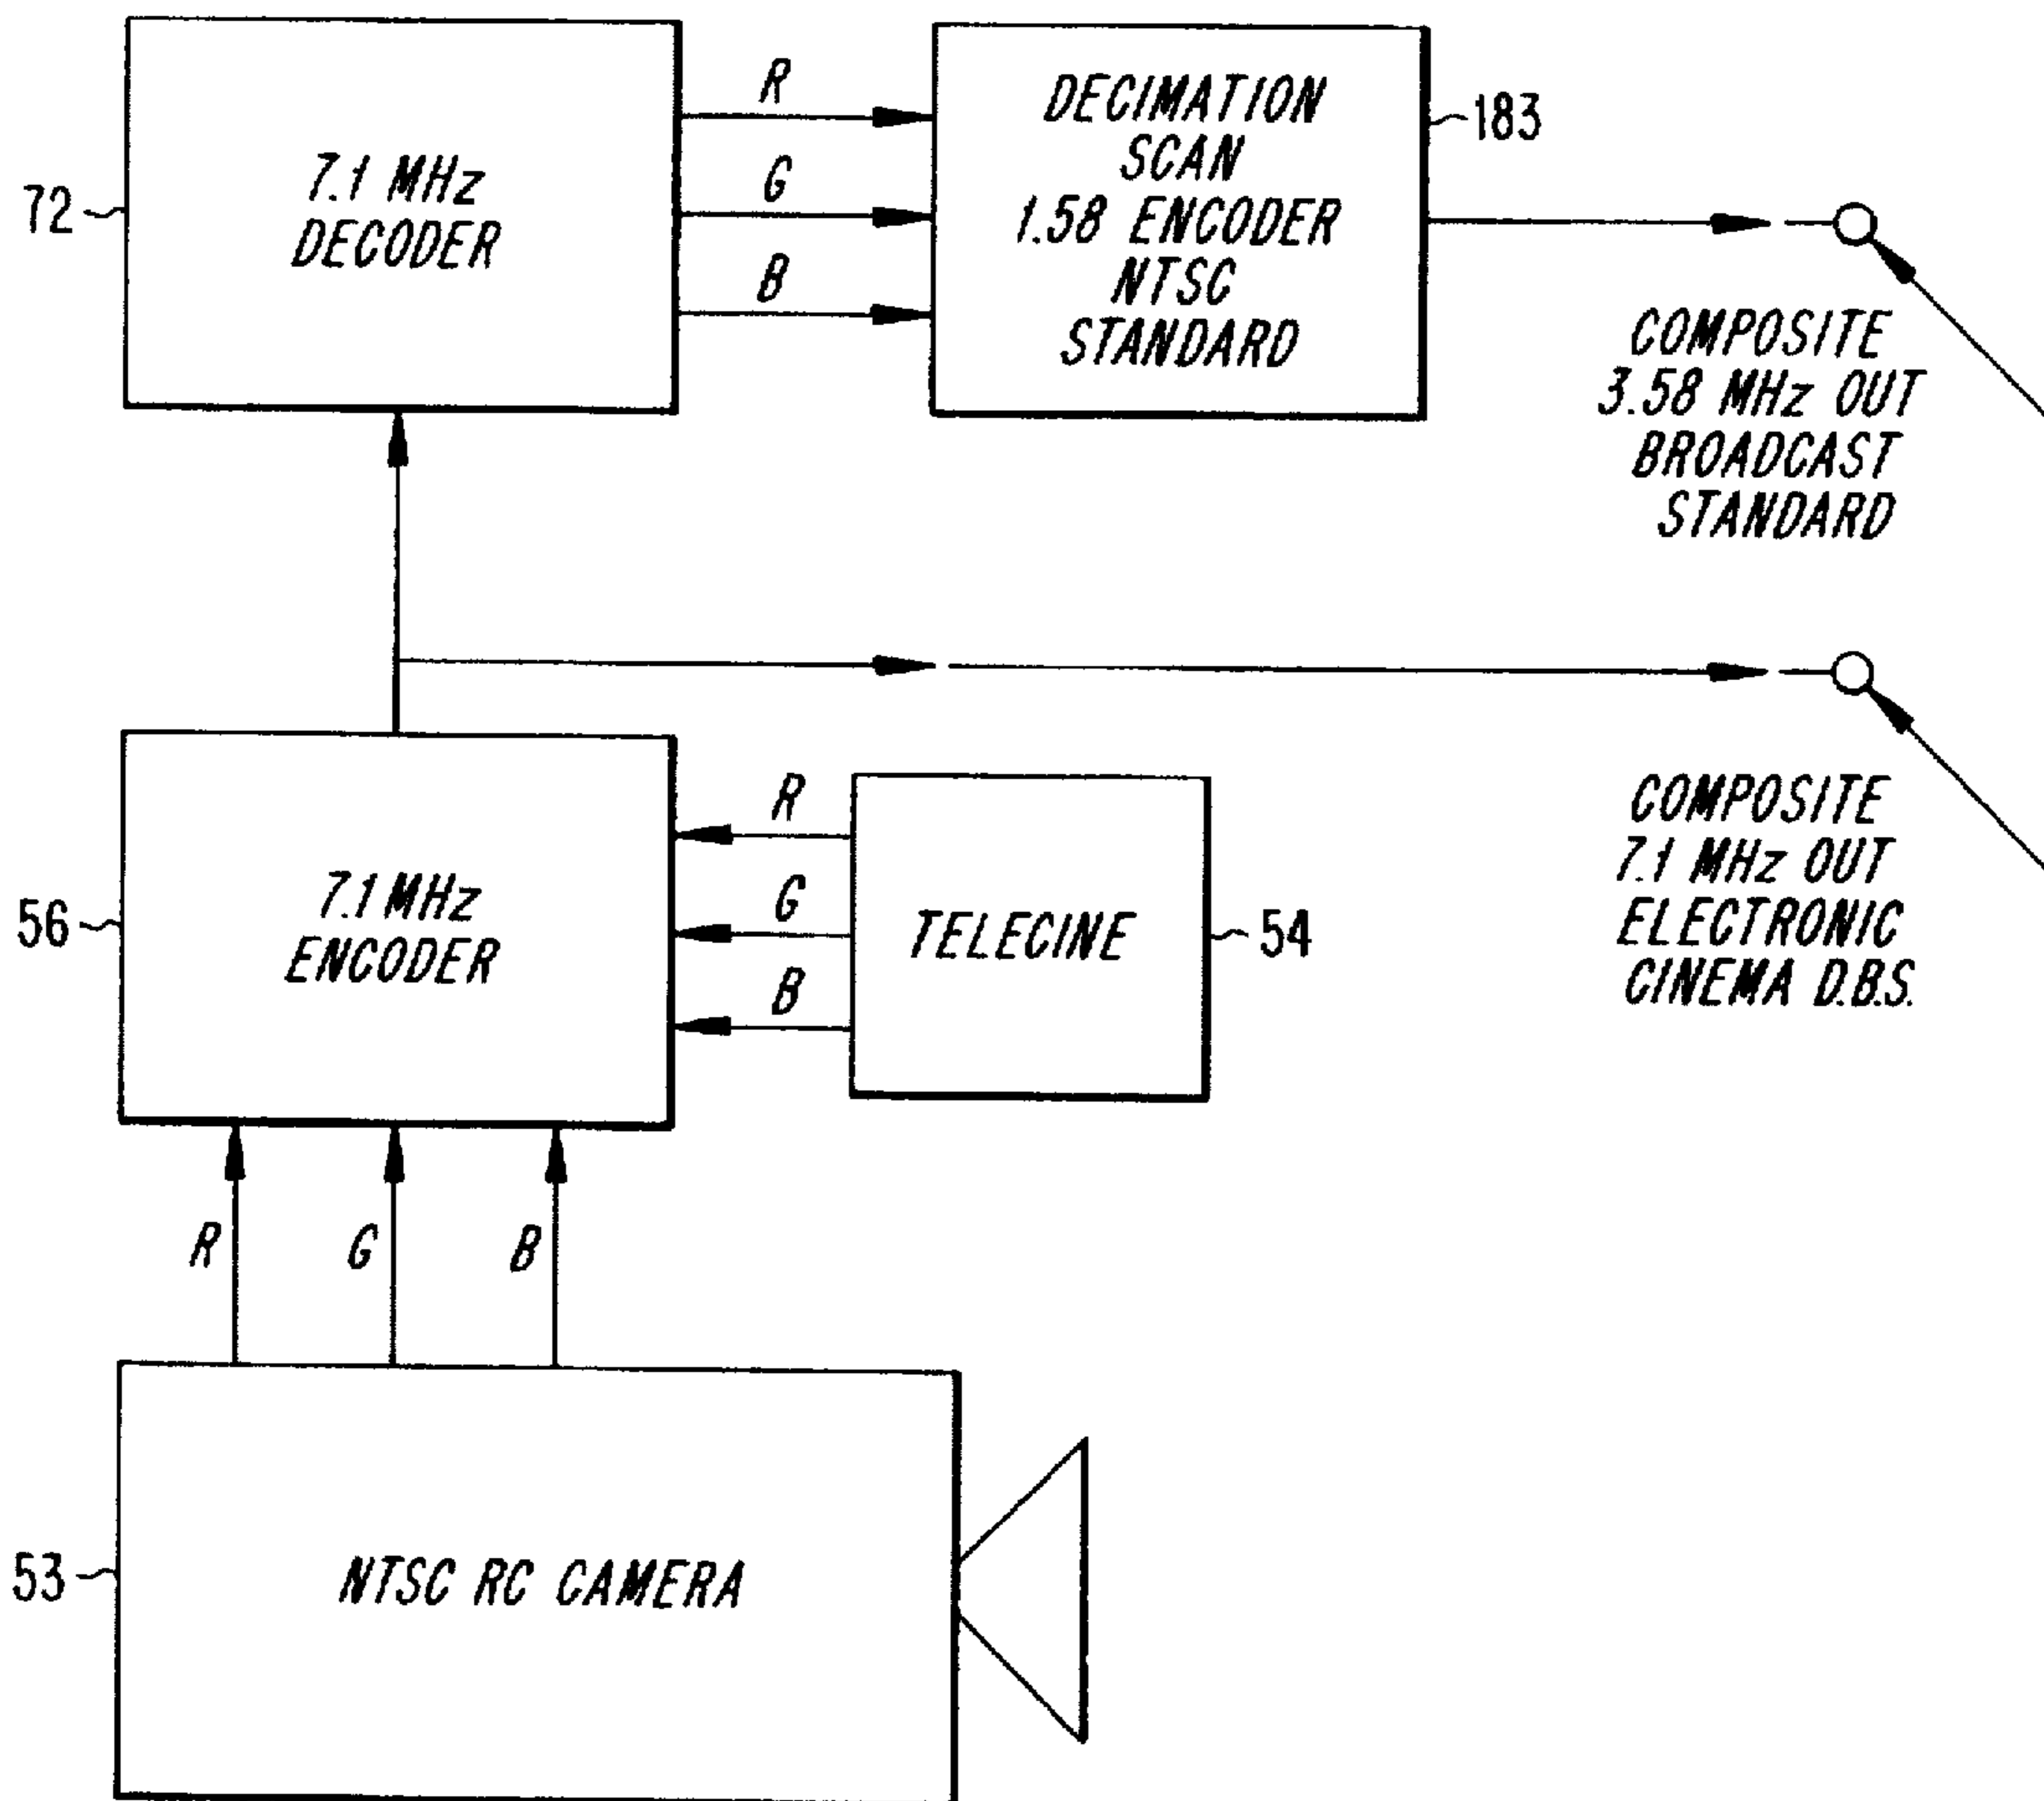 72
7.1 MHz
DECODER
R
G
B
DECIMATION
SCAN
1.58 ENCODER
NTSC
STANDARD
183
COMPOSITE
3.58 MHz OUT
BROADCAST
STANDARD
56
7.1 MHz
ENCODER
R
G
B
TELECINE
54
COMPOSITE
7.1 MHz OUT
ELECTRONIC
CINEMA D.B.S.
R G B
53
NTSC RC CAMERA